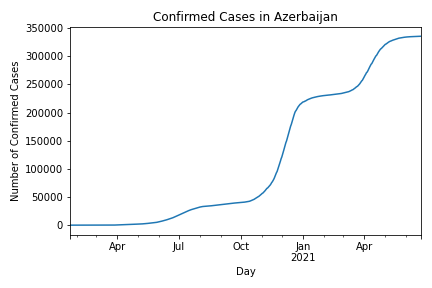 Confirmed Cases in Azerbaijan
350000
300000
250000
200000
150000
100000
50000
0
Number of Confirmed Cases
Apr
Jul
Oct
Jan
2021
Apr
Day